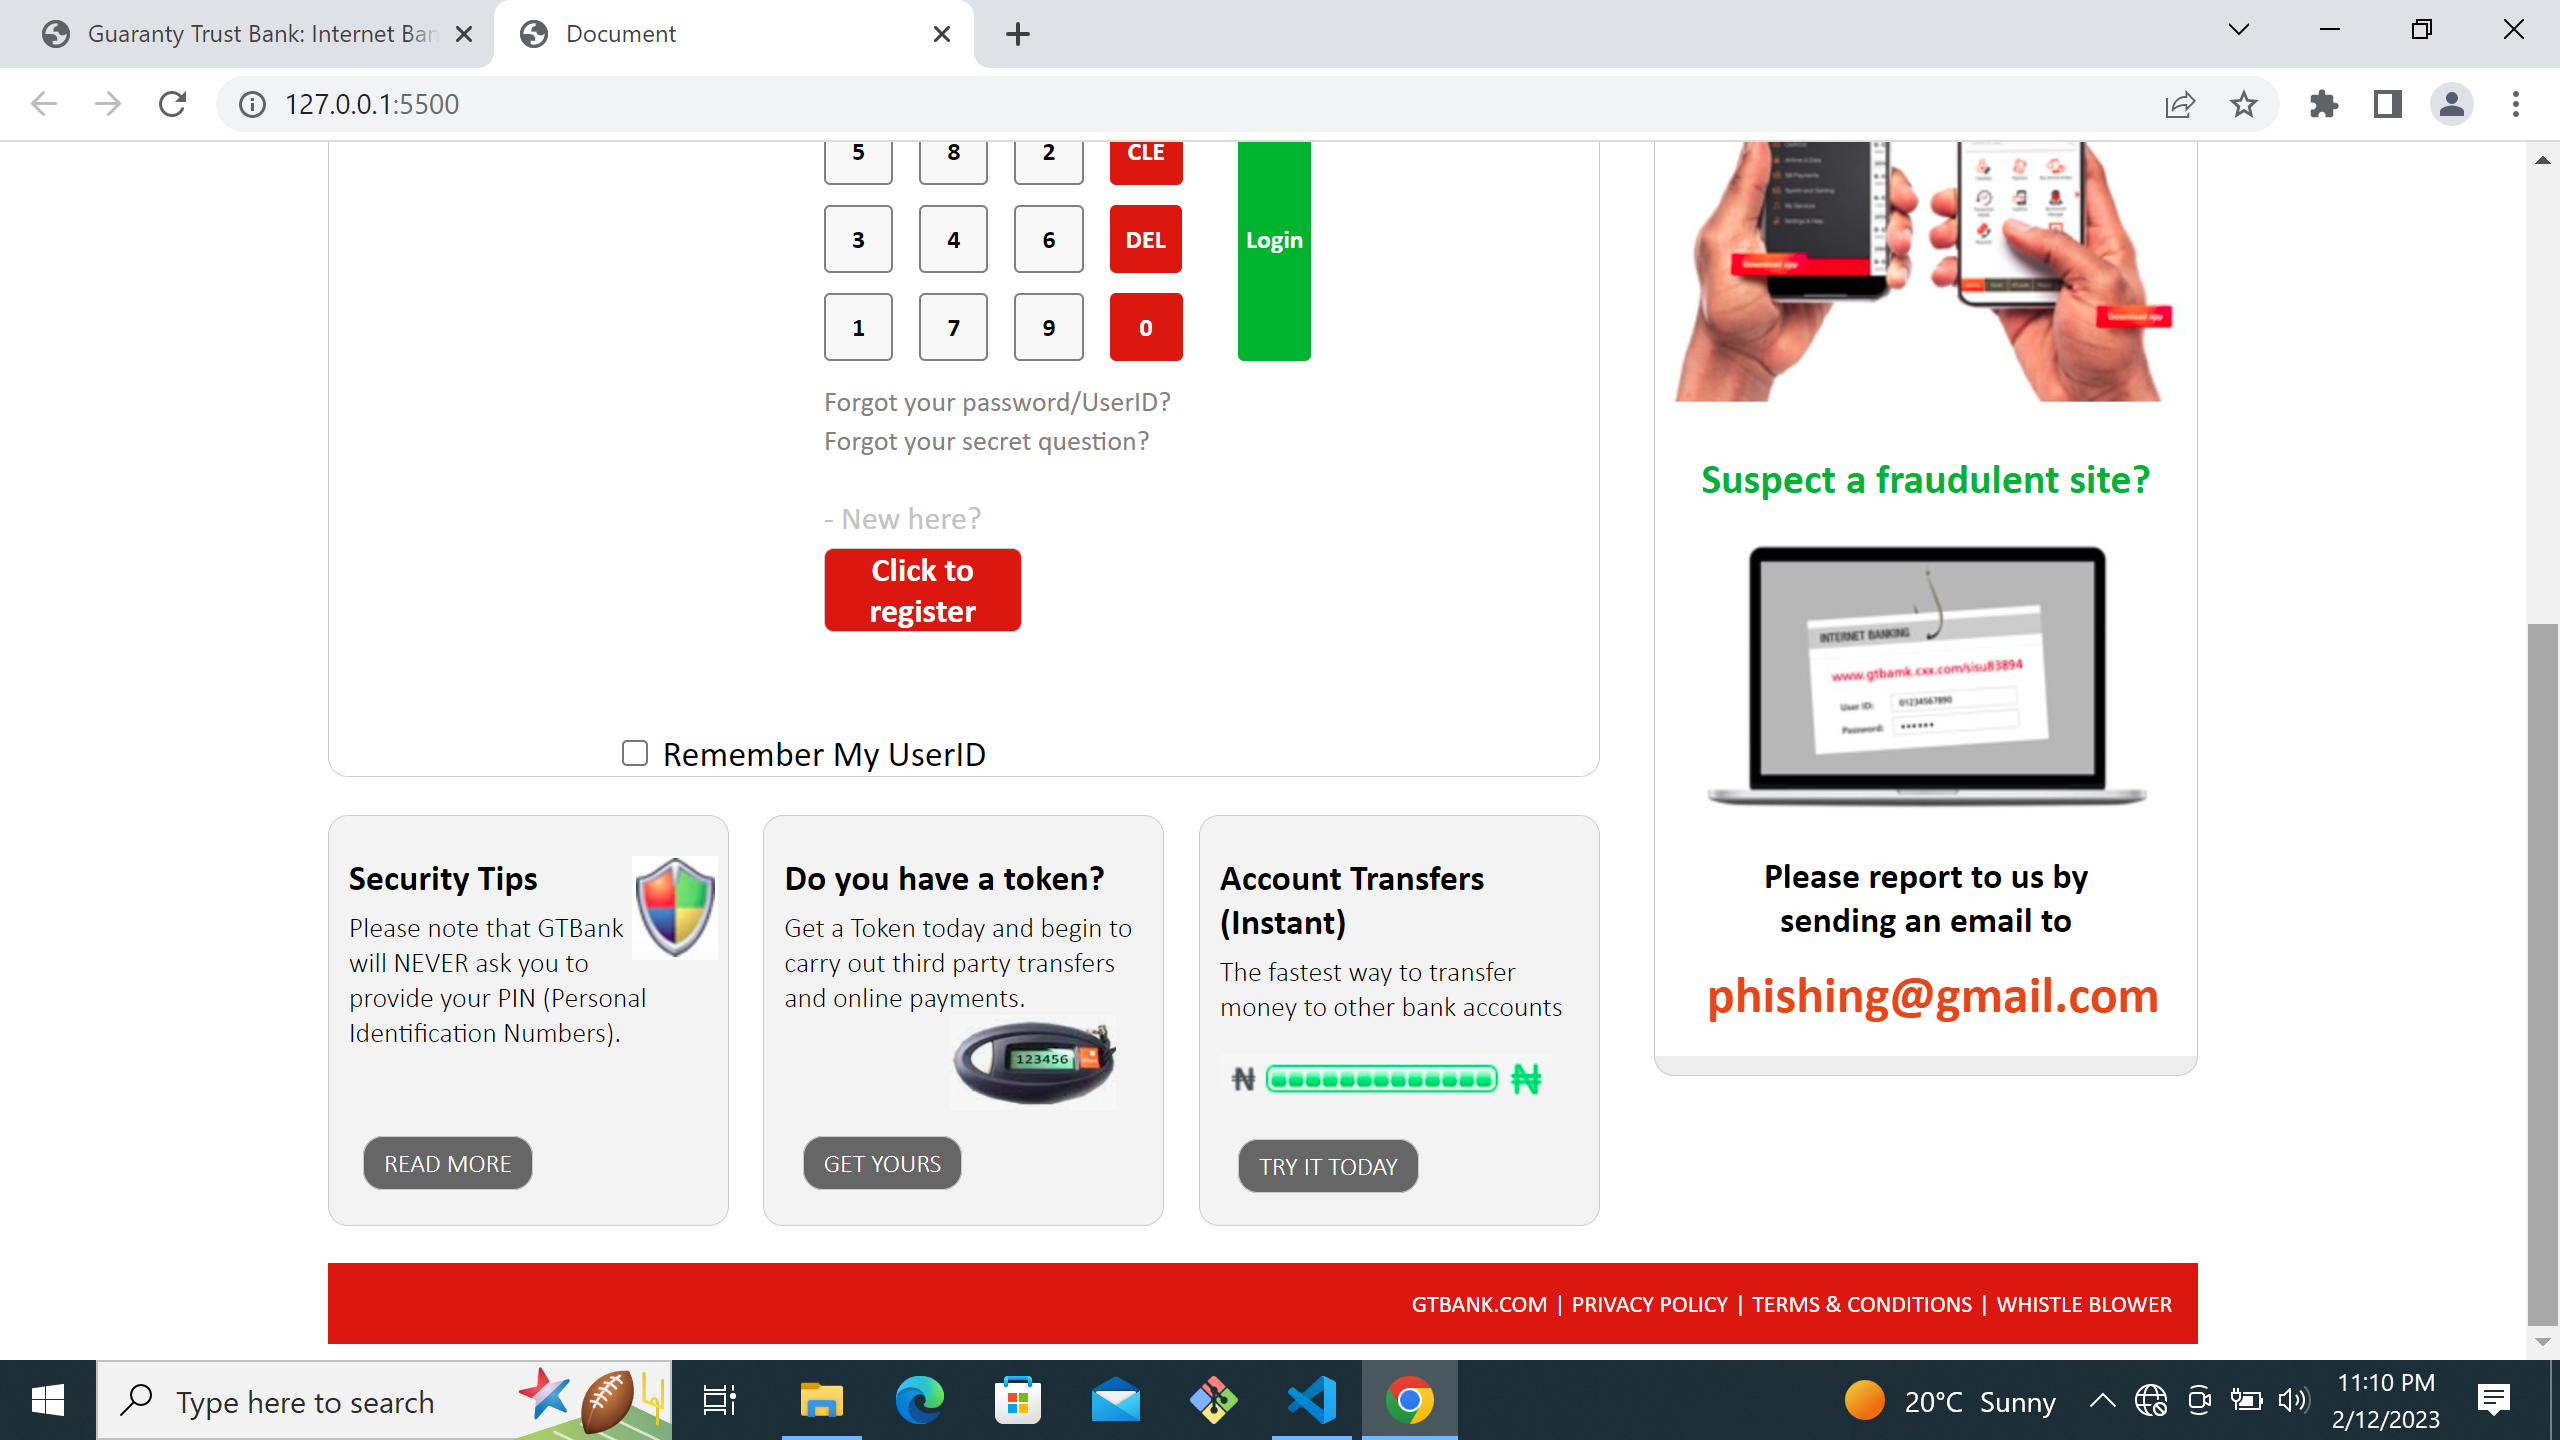 Guaranty Trust Bank: Internet Ban
Document
127.0.0.1:5500
5 8 2 CLE
3 4 6 DEL
Login
1 7 9 0
Forgot your password/UserID?
Forgot your secret question?
- New here?
Click to
register
Remember My UserID
Security Tips
Please note that GTBank
will NEVER ask you to
provide your PIN (Personal
Identification Numbers).
READ MORE
Do you have a token?
Get a Token today and begin to
carry out third party transfers
and online payments.
123456
GET YOURS
Account Transfers
(Instant)
The fastest way to transfer
money to other bank accounts
₦ ₦
TRY IT TODAY
Download app
Download app
Suspect a fraudulent site?
INTERNET BANKING
www.gtbamk.cxx.com/sisu83894
User ID: 01234567890
Password: ••••••
Please report to us by
sending an email to
phishing@gmail.com
GTBANK.COM | PRIVACY POLICY | TERMS & CONDITIONS | WHISTLE BLOWER
Type here to search
20°C Sunny
11:10 PM
2/12/2023